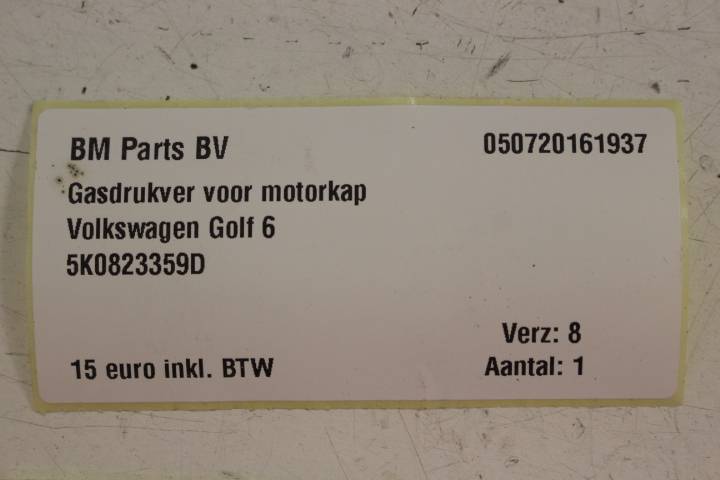 BM Parts BV 050720161937
Gasdrukver voor motorkap
Volkswagen Golf 6
5K0823359D
Verz: 8
15 euro inkl. BTW Aantal: 1